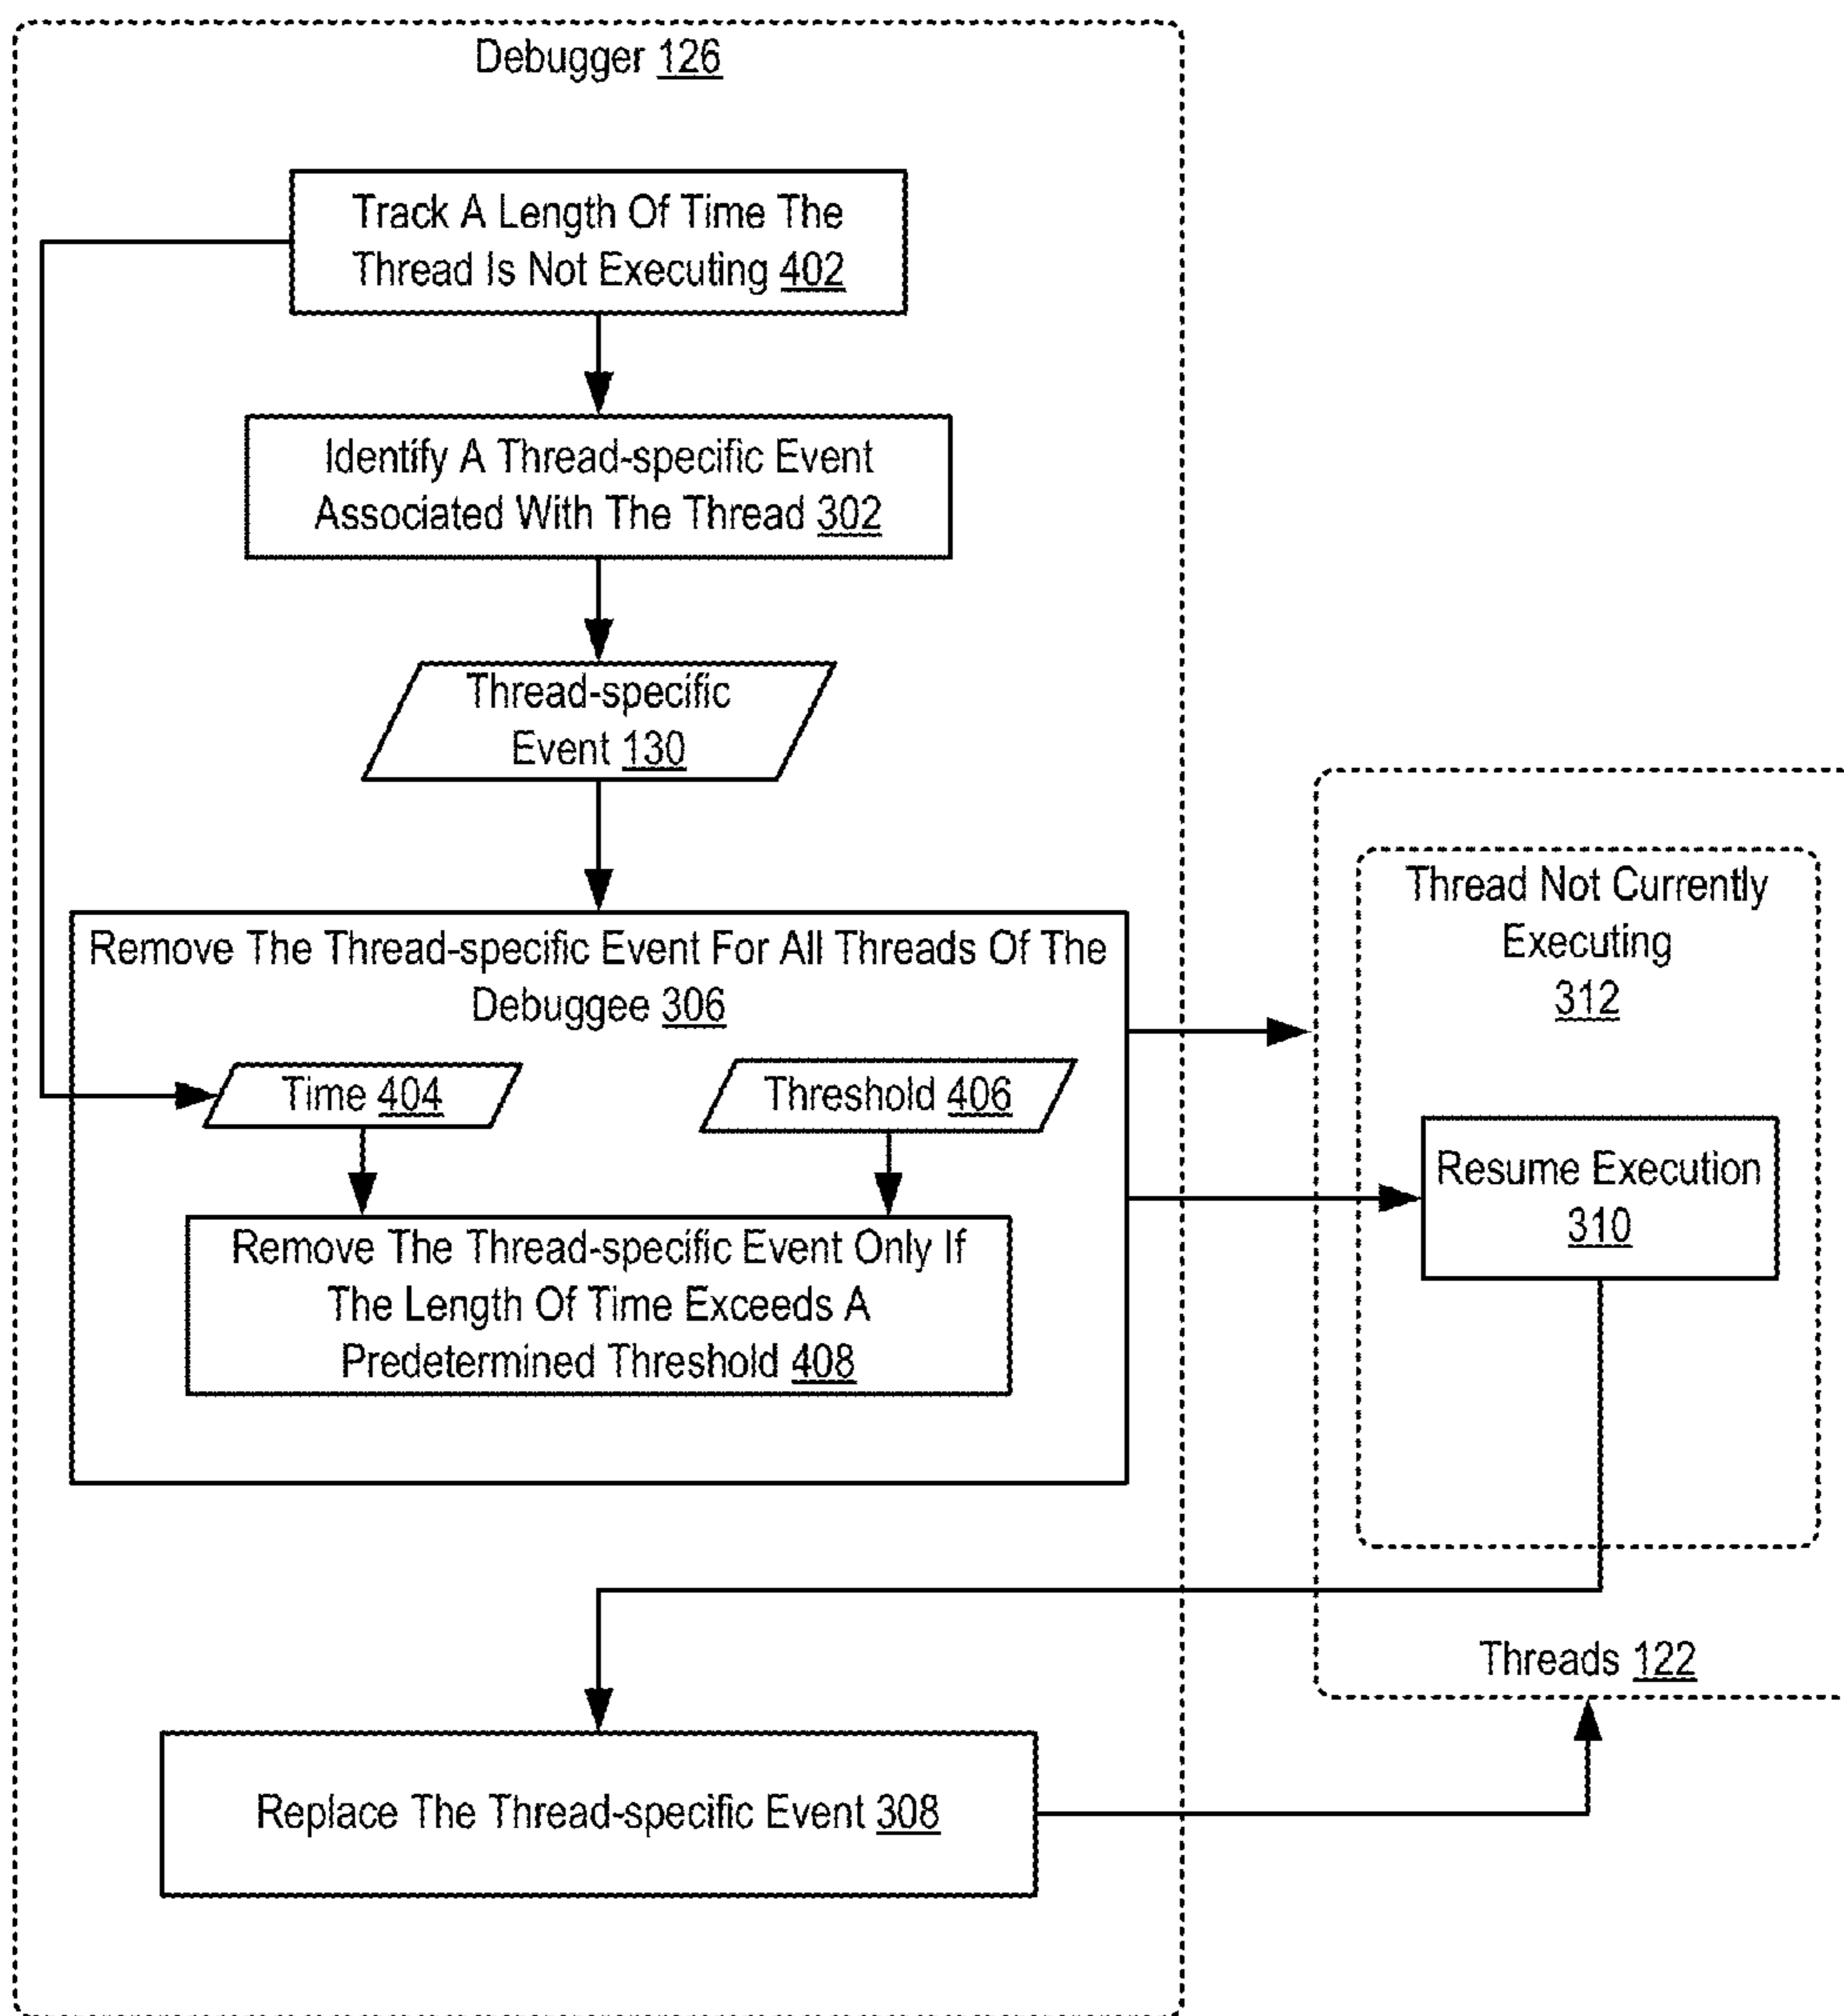 Debugger 126
Track A Length Of Time The
Thread Is Not Executing 402
Identify A Thread-specific Event
Associated With The Thread 302
Thread-specific
Event 130
Remove The Thread-specific Event For All Threads Of The
Debuggee 306
Time 404
Threshold 406
Remove The Thread-specific Event Only If
The Length Of Time Exceeds A
Predetermined Threshold 408
Thread Not Currently
Executing
312
Resume Execution
310
Threads 122
Replace The Thread-specific Event 308